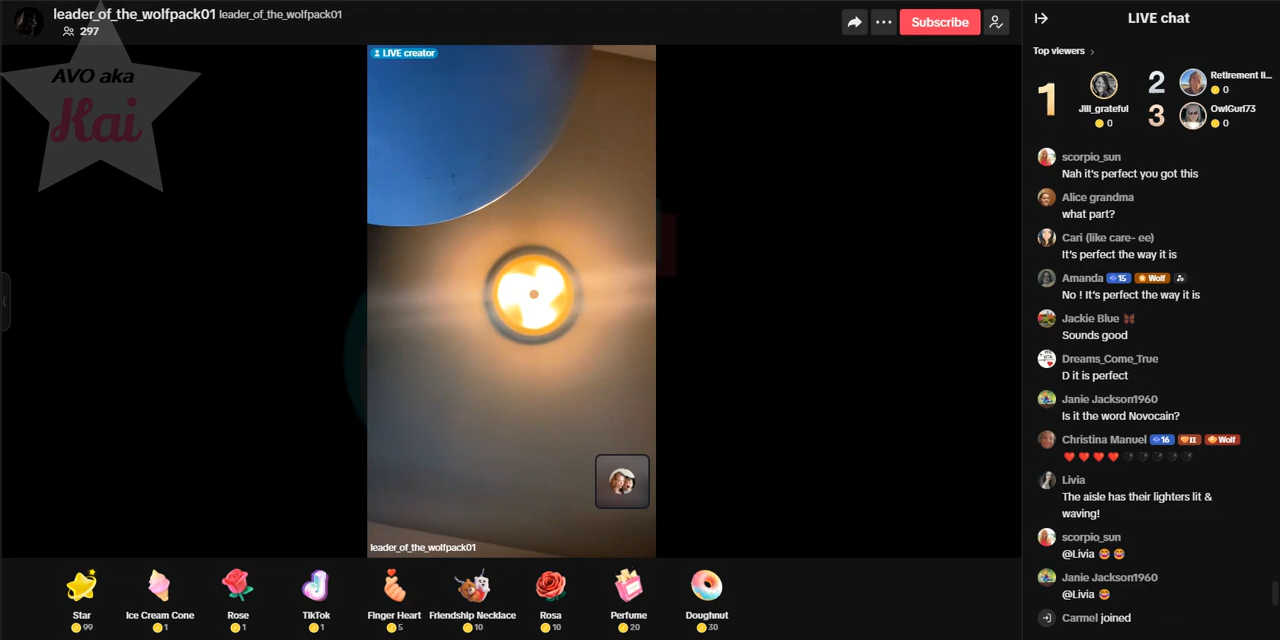 leader_of_the_wolfpack01 leader_of_the_wolfpack01
297
Subscribe
AVO aka
Kai
LIVE creator
leader_of_the_wolfpack01
Star
99
Ice Cream Cone
1
Rose
1
TikTok
1
Finger Heart
5
Friendship Necklace
10
Rosa
10
Perfume
20
Doughnut
30
LIVE chat
Top viewers
1
Jill_grateful
0
2
Retirement li...
0
3
OwlGurl73
0
scorpio_sun
Nah it's perfect you got this
Alice grandma
what part?
Cari (like care- ee)
It's perfect the way it is
Amanda 15 Wolf
No ! It's perfect the way it is
Jackie Blue
Sounds good
Dreams_Come_True
D it is perfect
Janie Jackson1960
Is it the word Novocain?
Christina Manuel 16 II Wolf
Livia
The aisle has their lighters lit &
waving!
scorpio_sun
@Livia
Janie Jackson1960
@Livia
Carmel joined